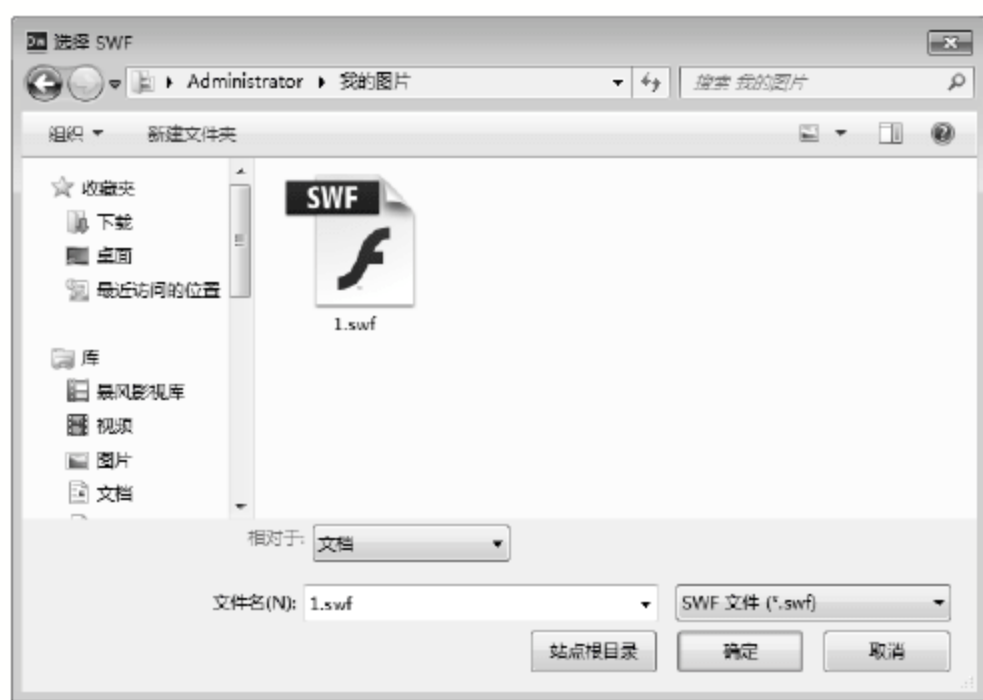 Dw 选择 SWF
Administrator 我的图片
搜索 我的图片
组织 新建文件夹
收藏夹
下载
桌面
最近访问的位置
库
暴风影视库
视频
图片
文档
SWF
1.swf
相对于: 文档
文件名(N): 1.swf
SWF 文件 (*.swf)
站点根目录 确定 取消